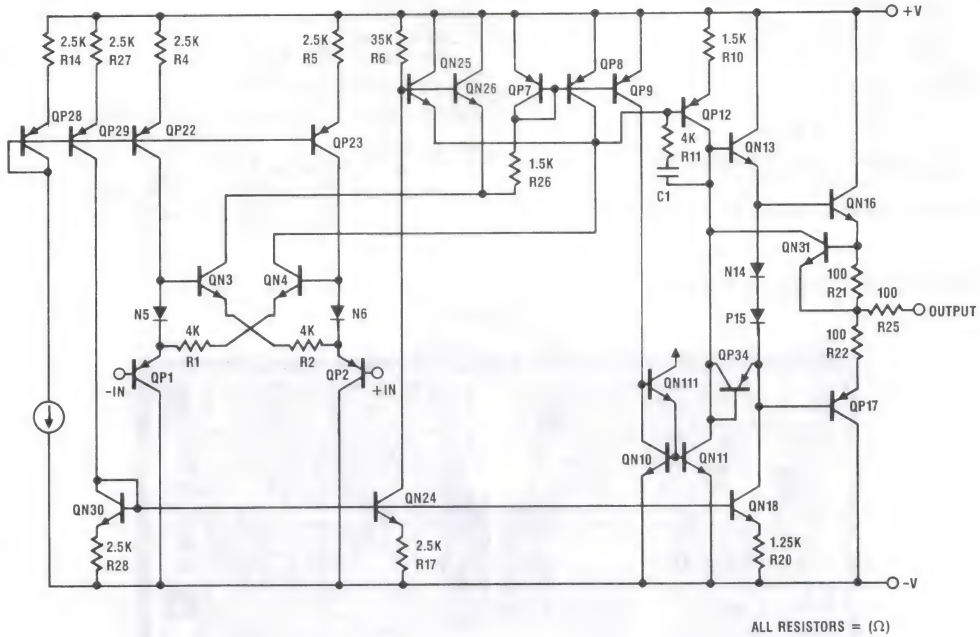 +V
2.5K
R14
2.5K
R27
2.5K
R4
2.5K
R5
35K
R6
QN25
QN26
QP7
QP8
QP9
1.5K
R10
QP12
4K
R11
C1
QN13
QP28
QP29
QP22
QP23
1.5K
R26
QN16
QN31
100
R21
100
R25
OUTPUT
100
R22
QN3
QN4
N5
N6
4K
R1
4K
R2
N14
P15
QP34
QP1
-IN
QP2
+IN
QN111
QN10
QN11
QP17
QN30
2.5K
R28
QN24
2.5K
R17
QN18
1.25K
R20
-V
ALL RESISTORS = (Ω)